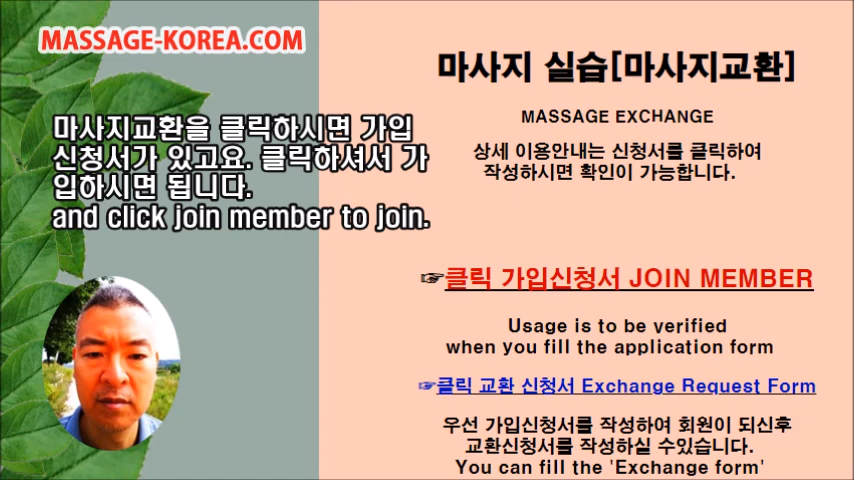 MASSAGE-KOREA.COM
마사지교환을 클릭하시면 가입
신청서가 있고요. 클릭하셔서 가
입하시면 됩니다.
and click join member to join.
마사지 실습[마사지교환]
MASSAGE EXCHANGE
상세 이용안내는 신청서를 클릭하여
작성하시면 확인이 가능합니다.
☞클릭 가입신청서 JOIN MEMBER
Usage is to be verified
when you fill the application form
☞클릭 교환 신청서 Exchange Request Form
우선 가입신청서를 작성하여 회원이 되신후
교환신청서를 작성하실 수있습니다.
You can fill the 'Exchange form'